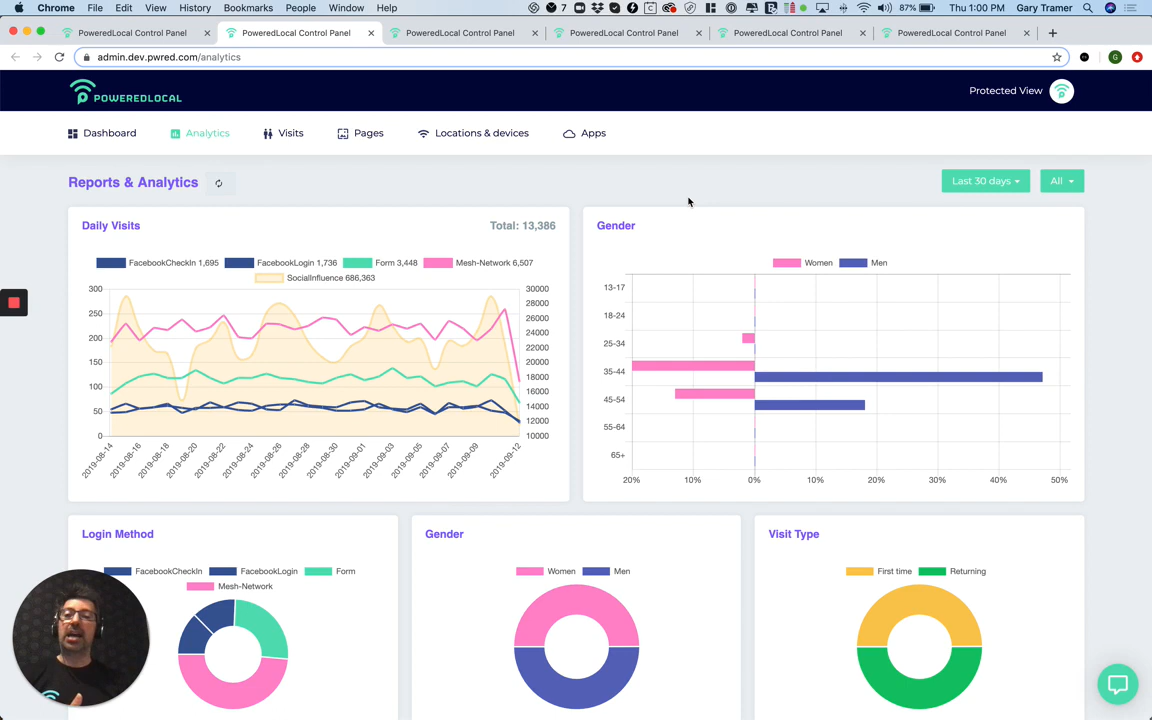 Chrome File Edit View History Bookmarks People Window Help 7 87% Thu 1:00 PM Gary Tramer
PoweredLocal Control Panel PoweredLocal Control Panel PoweredLocal Control Panel PoweredLocal Control Panel PoweredLocal Control Panel PoweredLocal Control Panel
admin.dev.pwred.com/analytics G
POWEREDLOCAL Protected View
Dashboard Analytics Visits Pages Locations & devices Apps
Reports & Analytics Last 30 days All
Daily Visits Total: 13,386
FacebookCheckIn 1,695 FacebookLogin 1,736 Form 3,448 Mesh-Network 6,507
SocialInfluence 686,363
300 30000
28000
250 26000
24000
200
22000
150 20000
18000
100
16000
50 14000
12000
0 10000
2019-08-14 2019-08-16 2019-08-18 2019-08-20 2019-08-22 2019-08-24 2019-08-26 2019-08-28 2019-08-30 2019-09-01 2019-09-03 2019-09-05 2019-09-07 2019-09-09 2019-09-12
Gender
Women Men
13-17
18-24
25-34
35-44
45-54
55-64
65+
20% 10% 0% 10% 20% 30% 40% 50%
Login Method
FacebookCheckIn FacebookLogin Form
Mesh-Network
Gender
Women Men
Visit Type
First time Returning